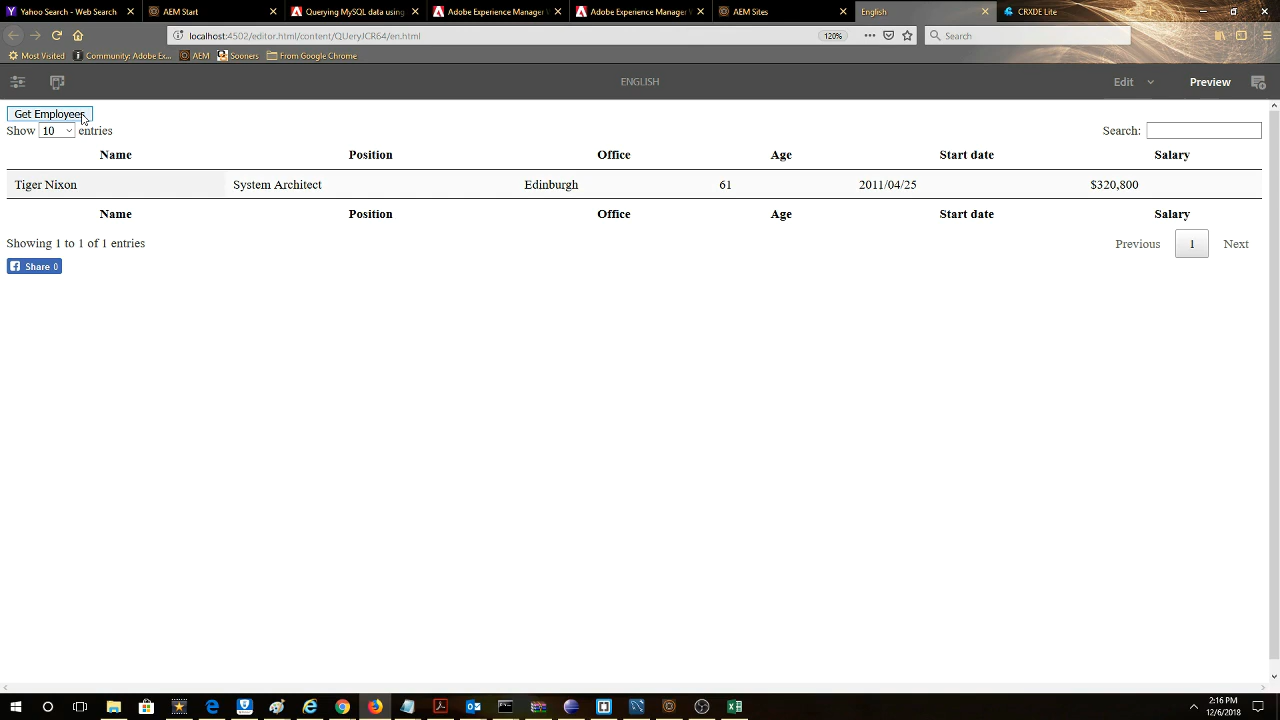 Yahoo Search - Web Search
AEM Start
Querying MySQL data using
Adobe Experience Manager
Adobe Experience Manager
AEM Sites
English
CRXDE Lite
localhost:4502/editor.html/content/QUeryJCR64/en.html
120%
Search
Most Visited
Community: Adobe Ex...
AEM
Sooners
From Google Chrome
ENGLISH
Edit
Preview
Get Employees
Show 10 entries
Search:
Name Position Office Age Start date Salary
Tiger Nixon System Architect Edinburgh 61 2011/04/25 $320,800
Name Position Office Age Start date Salary
Showing 1 to 1 of 1 entries
Previous 1 Next
Share 0
2:16 PM
12/6/2018